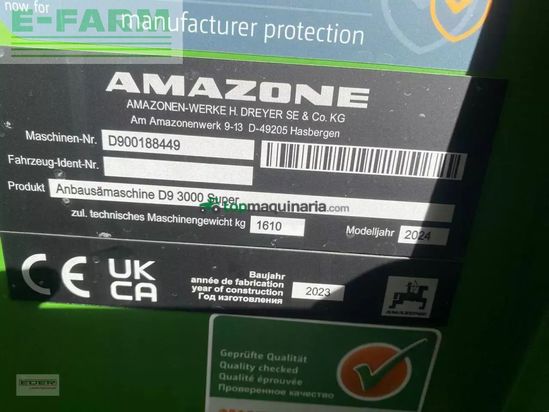 E-FARM
now for
manufacturer protection
AMAZONE
AMAZONEN-WERKE H. DREYER SE & Co. KG
Am Amazonenwerk 9-13 D-49205 Hasbergen
Maschinen-Nr. D900188449
Fahrzeug-Ident-Nr.
Produkt Anbausämaschine D9 3000 Super
topmaquinaria.com
zul. technisches Maschinengewicht kg 1610 Modelljahr 2024
CE UK CA
Baujahr
année de fabrication
year of construction 2023
Год изготовления
AMAZONE
Geprüfte Qualität
Quality checked
Qualité éprouvée
Проверенное качество
EDER